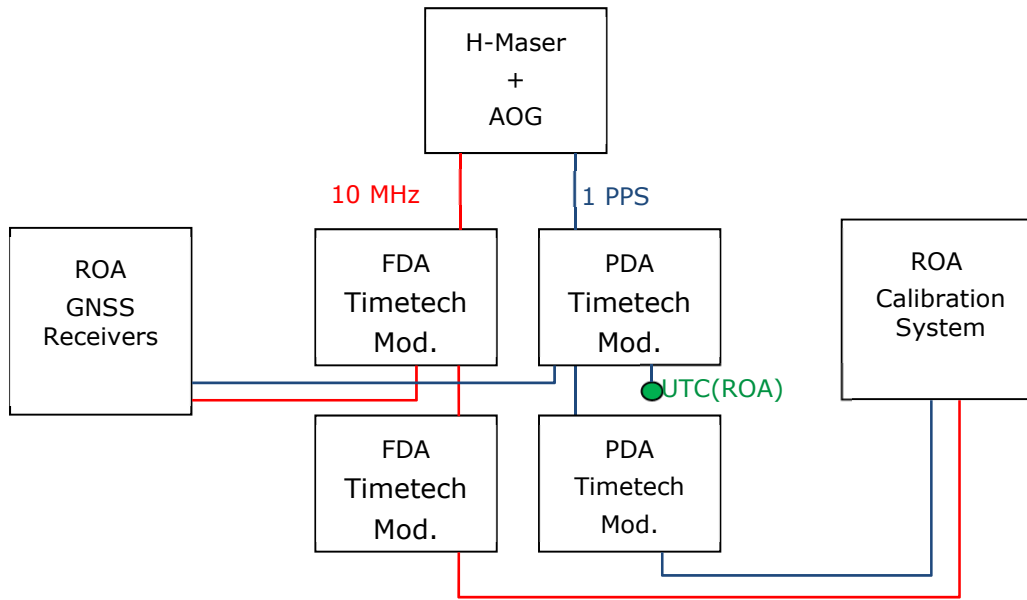 H-Maser
+
AOG
10 MHz
1 PPS
ROA
GNSS
Receivers
FDA
Timetech
Mod.
PDA
Timetech
Mod.
ROA
Calibration
System
UTC(ROA)
FDA
Timetech
Mod.
PDA
Timetech
Mod.